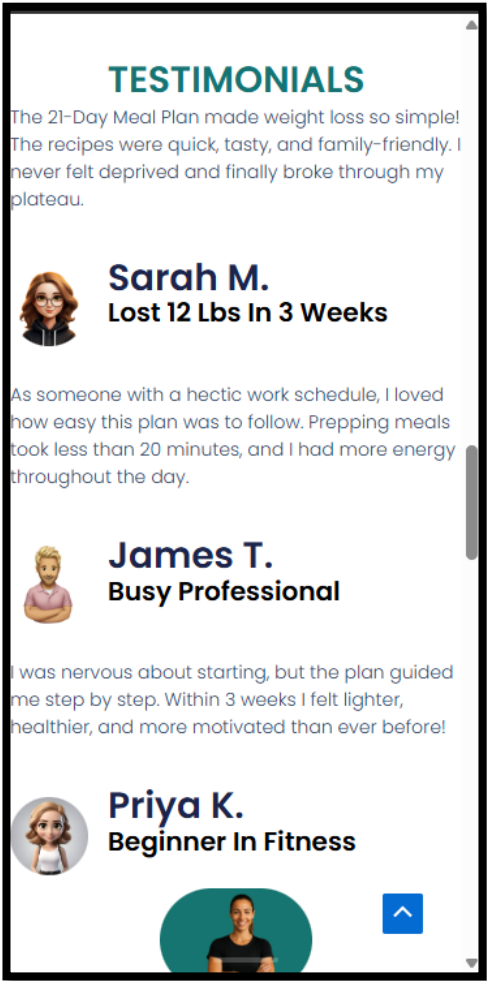 TESTIMONIALS
The 21-Day Meal Plan made weight loss so simple!
The recipes were quick, tasty, and family-friendly. I
never felt deprived and finally broke through my
plateau.
Sarah M.
Lost 12 Lbs In 3 Weeks
As someone with a hectic work schedule, I loved
how easy this plan was to follow. Prepping meals
took less than 20 minutes, and I had more energy
throughout the day.
James T.
Busy Professional
I was nervous about starting, but the plan guided
me step by step. Within 3 weeks I felt lighter,
healthier, and more motivated than ever before!
Priya K.
Beginner In Fitness